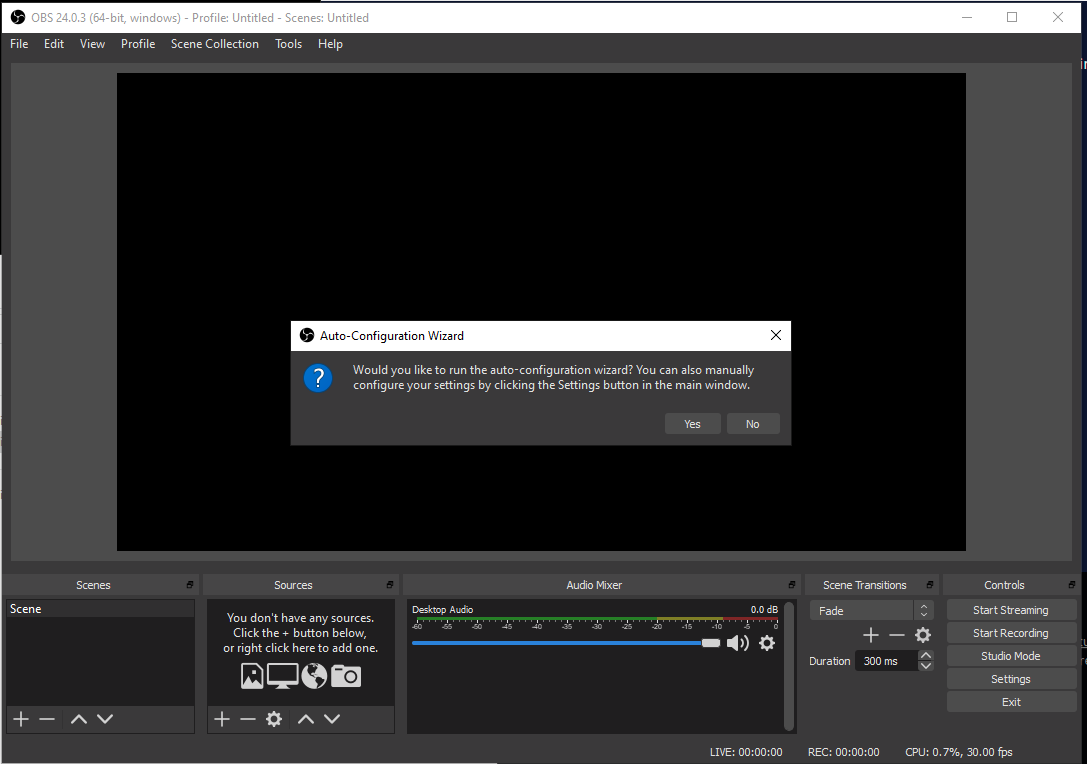 OBS 24.0.3 (64-bit, windows) - Profile: Untitled - Scenes: Untitled
File Edit View Profile Scene Collection Tools Help
Auto-Configuration Wizard
Would you like to run the auto-configuration wizard? You can also manually
configure your settings by clicking the Settings button in the main window.
Yes No
Scenes
Scene
Sources
You don't have any sources.
Click the + button below,
or right click here to add one.
Audio Mixer
Desktop Audio 0.0 dB
-60 -55 -50 -45 -40 -35 -30 -25 -20 -15 -10 -5 0
Scene Transitions
Fade
Duration 300 ms
Controls
Start Streaming
Start Recording
Studio Mode
Settings
Exit
LIVE: 00:00:00 REC: 00:00:00 CPU: 0.7%, 30.00 fps